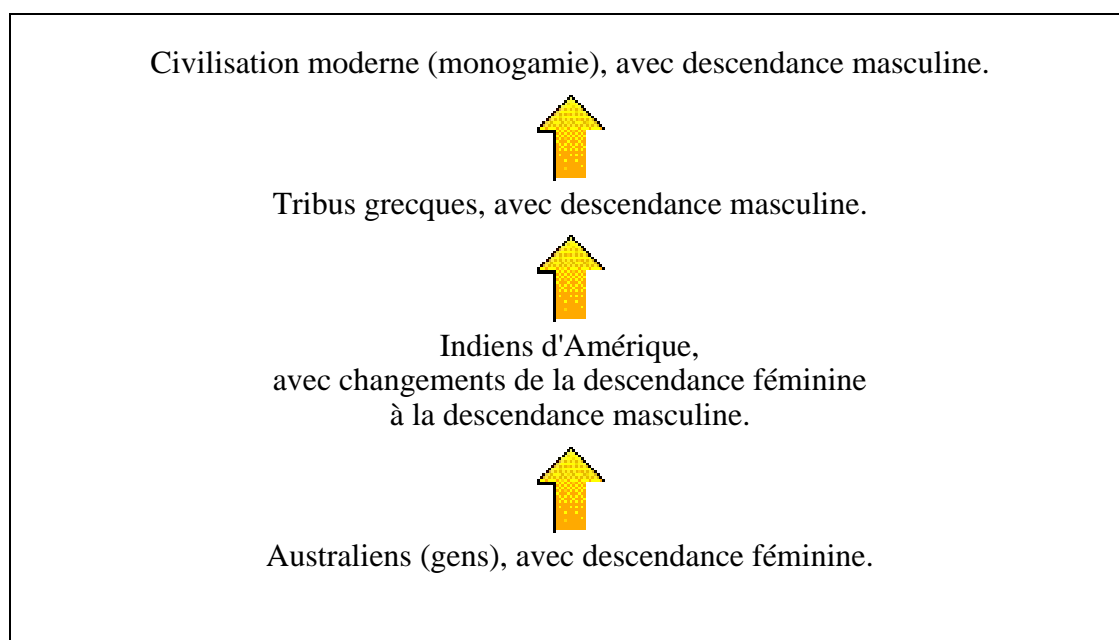 Civilisation moderne (monogamie), avec descendance masculine.
Tribus grecques, avec descendance masculine.
Indiens d'Amérique,
avec changements de la descendance féminine
à la descendance masculine.
Australiens (gens), avec descendance féminine.